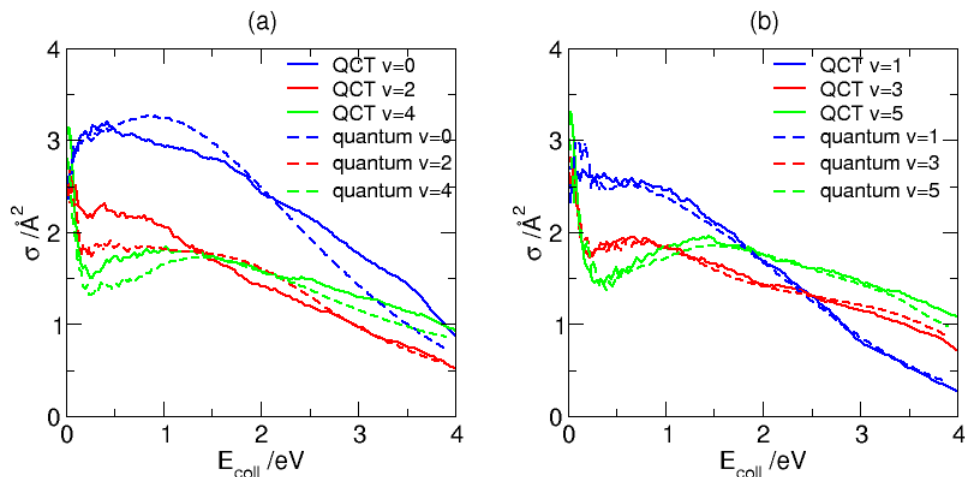 (a)
4
3
2
1
0
σ /Å²
QCT v=0
QCT v=2
QCT v=4
quantum v=0
quantum v=2
quantum v=4
0 1 2 3 4
E_coll /eV
(b)
4
3
2
1
0
σ /Å²
QCT v=1
QCT v=3
QCT v=5
quantum v=1
quantum v=3
quantum v=5
0 1 2 3 4
E_coll /eV